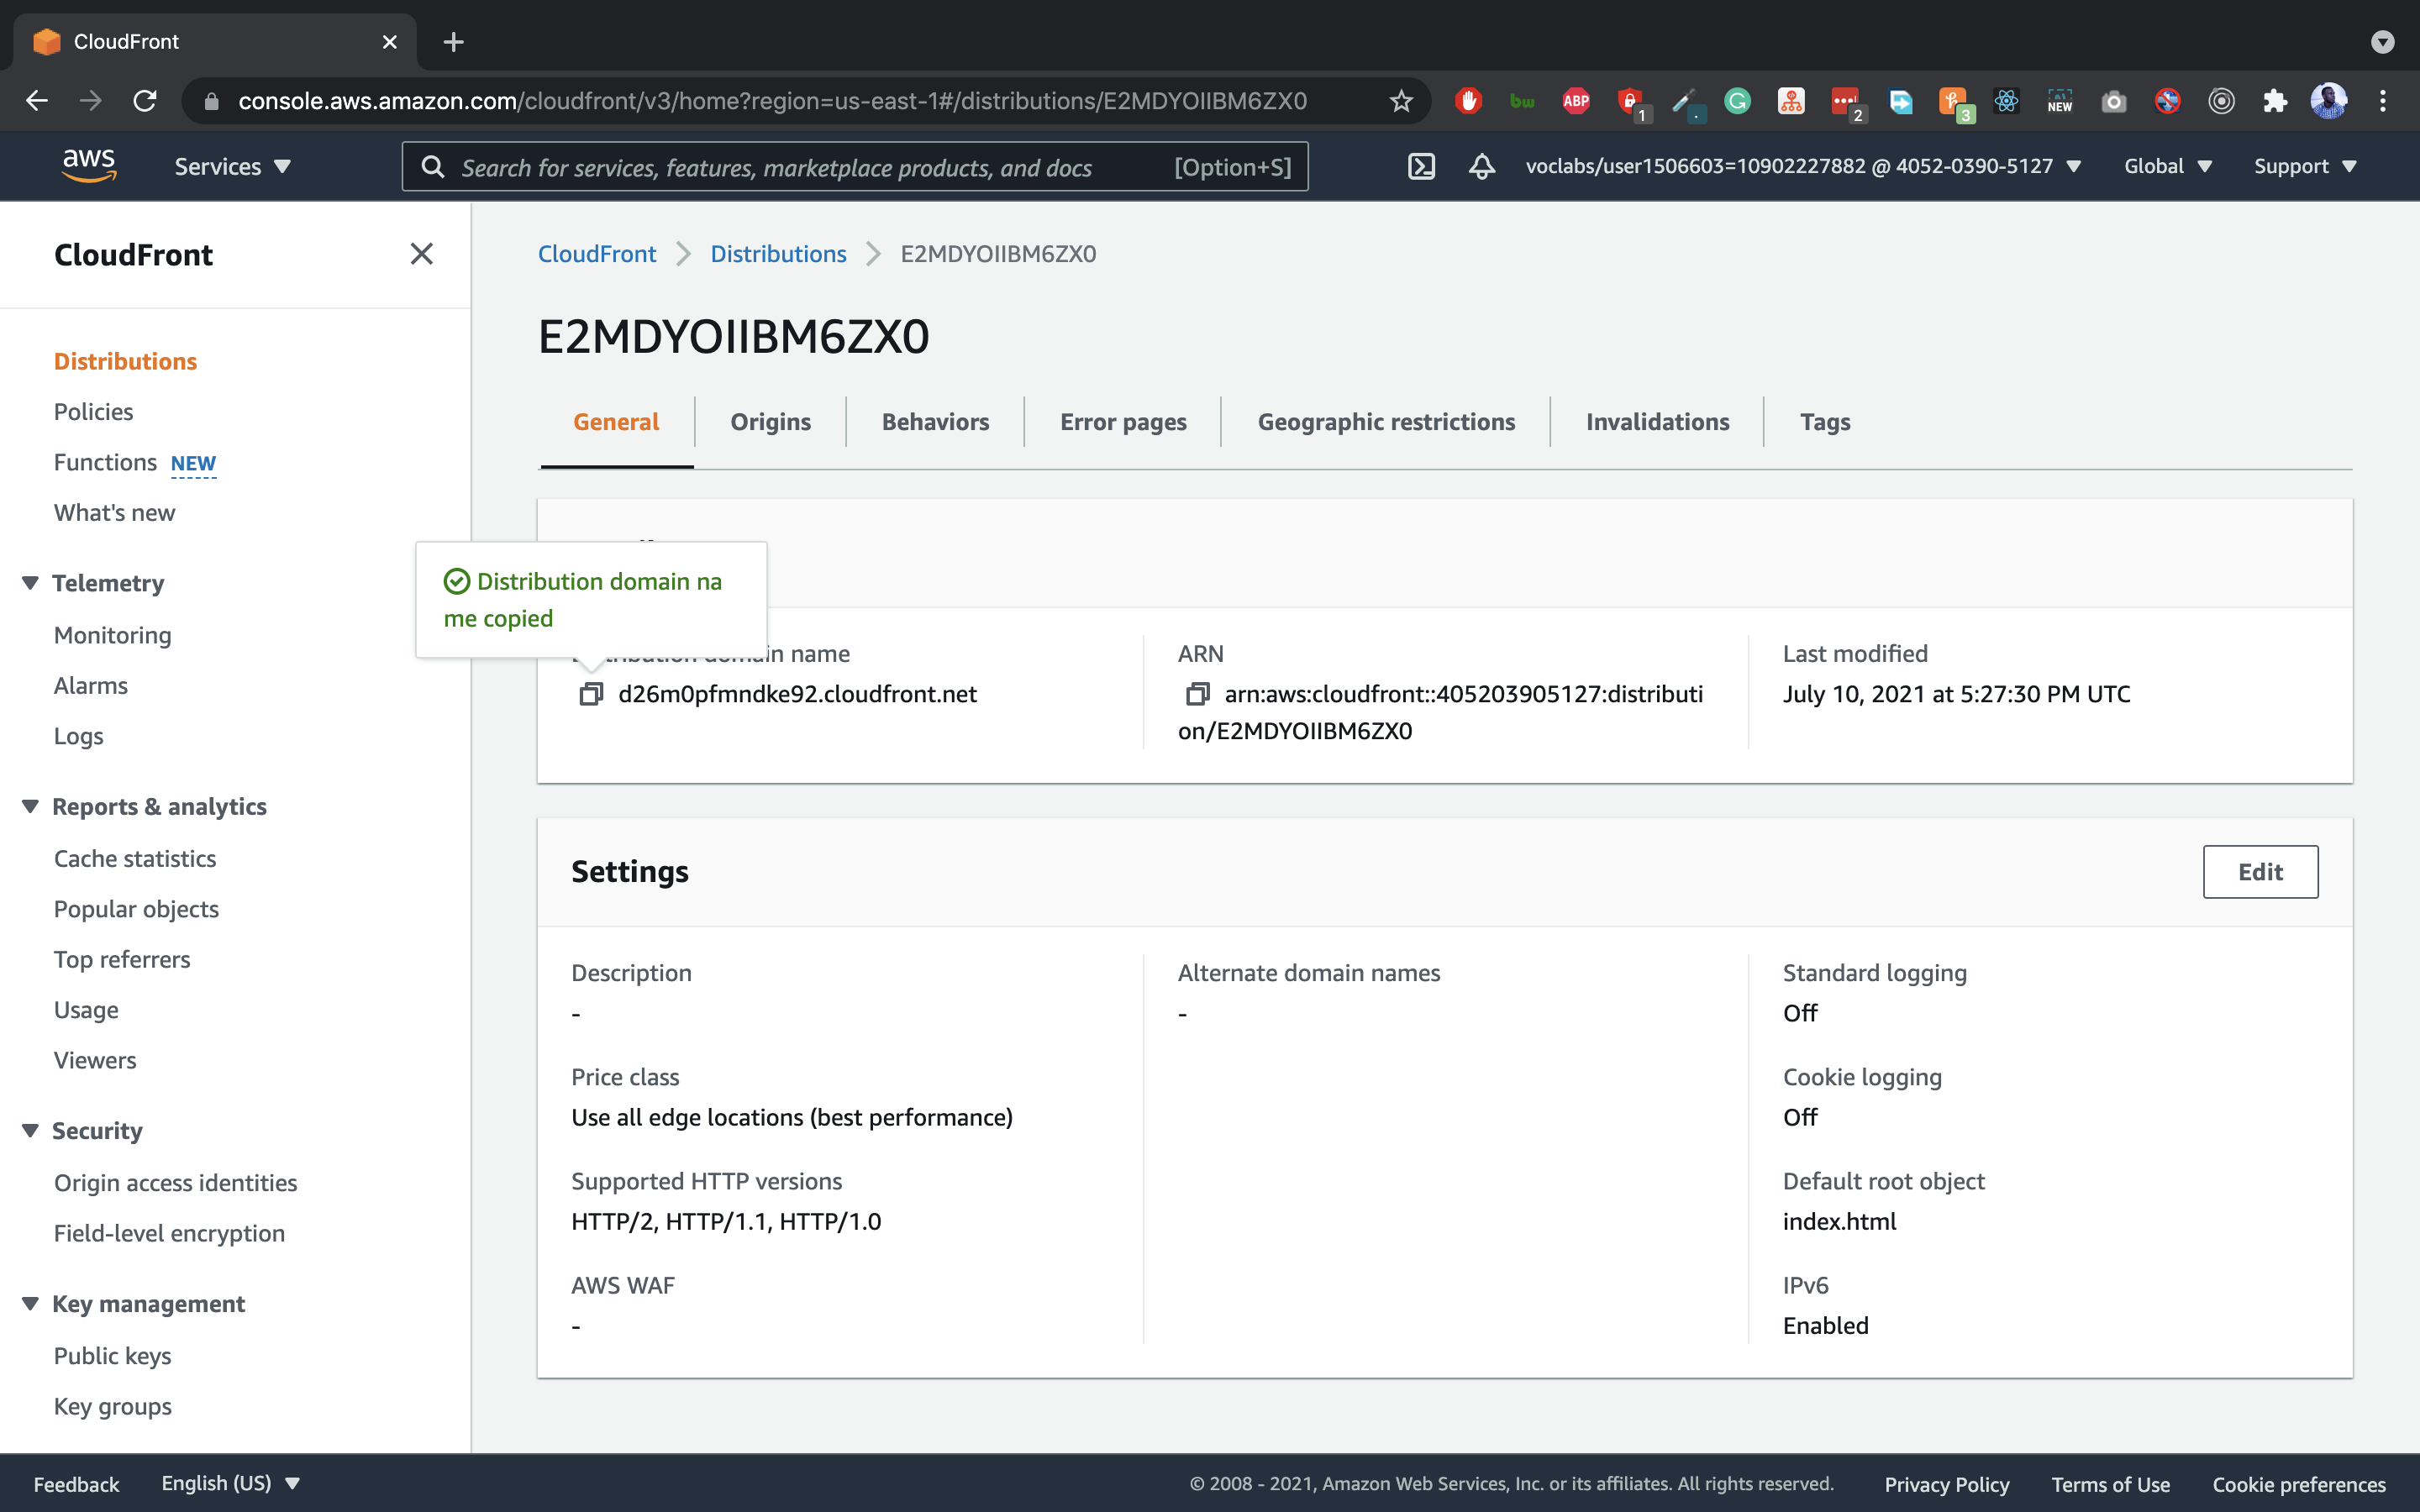 CloudFront
console.aws.amazon.com/cloudfront/v3/home?region=us-east-1#/distributions/E2MDYOIIBM6ZX0
bw
ABP
1
2
3
NEW
aws
Services
Search for services, features, marketplace products, and docs
[Option+S]
voclabs/user1506603=10902227882 @ 4052-0390-5127
Global
Support
CloudFront
Distributions
Policies
Functions NEW
What's new
Telemetry
Monitoring
Alarms
Logs
Reports & analytics
Cache statistics
Popular objects
Top referrers
Usage
Viewers
Security
Origin access identities
Field-level encryption
Key management
Public keys
Key groups
CloudFront
Distributions
E2MDYOIIBM6ZX0
E2MDYOIIBM6ZX0
General
Origins
Behaviors
Error pages
Geographic restrictions
Invalidations
Tags
Distribution domain na
me copied
domain name
d26m0pfmndke92.cloudfront.net
ARN
arn:aws:cloudfront::405203905127:distributi
on/E2MDYOIIBM6ZX0
Last modified
July 10, 2021 at 5:27:30 PM UTC
Settings
Edit
Description
-
Price class
Use all edge locations (best performance)
Supported HTTP versions
HTTP/2, HTTP/1.1, HTTP/1.0
AWS WAF
-
Alternate domain names
-
Standard logging
Off
Cookie logging
Off
Default root object
index.html
IPv6
Enabled
Feedback
English (US)
© 2008 - 2021, Amazon Web Services, Inc. or its affiliates. All rights reserved.
Privacy Policy
Terms of Use
Cookie preferences